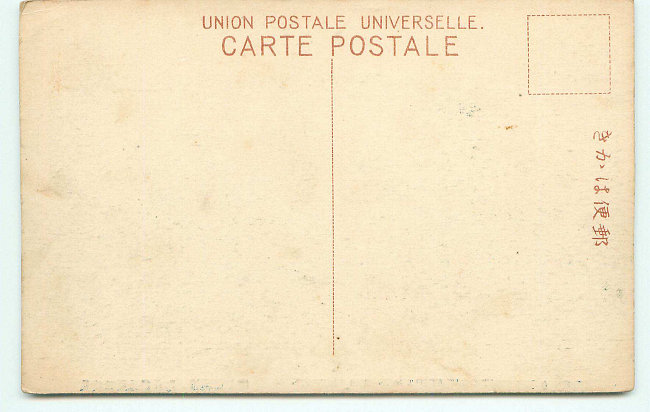 UNION POSTALE UNIVERSELLE.
CARTE POSTALE
郵便はかき